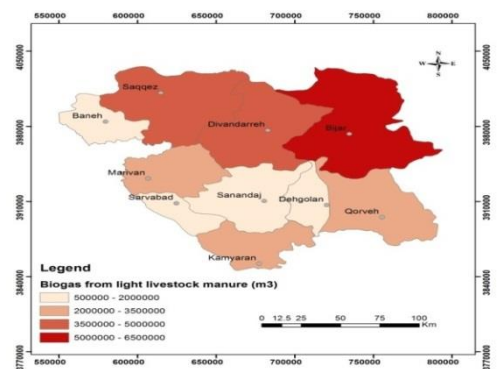 550000 600000 650000 700000 750000 800000
4050000 4050000
N
W E
S
Saqqez
Baneh
Divandarreh
Bijar
3980000 3980000
Marivan
Sarvabad
Sanandaj
Dehgolan
Qorveh
3910000 3910000
Kamyaran
Legend
Biogas from light livestock manure (m3)
500000 - 2000000
2000000 - 3500000
3500000 - 5000000
5000000 - 6500000
3840000 3840000
0 12.5 25 50 75 100
Km
3770000 3770000
550000 600000 650000 700000 750000 800000